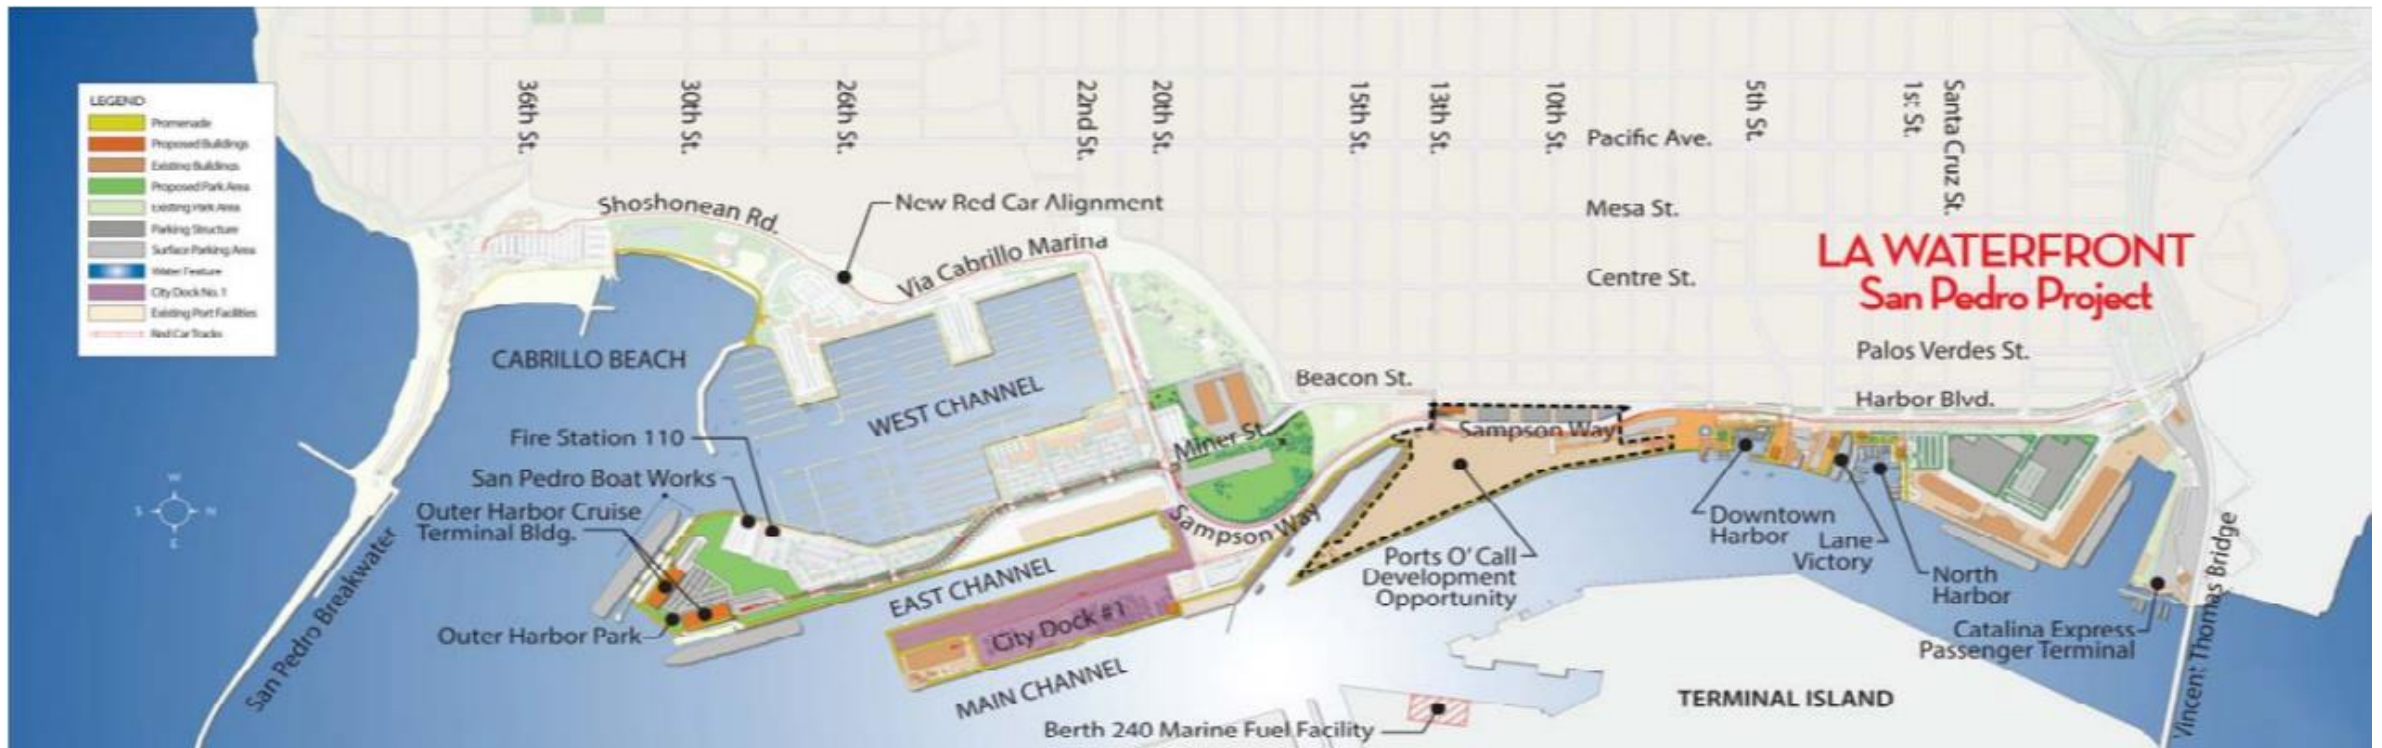 LEGEND
Promenade
Proposed Buildings
Existing Buildings
Proposed Park Area
Existing Park Area
Parking Structure
Surface Parking Area
Water Feature
City Dock No. 1
Existing Port Facilities
Red Car Tracks
36th St.
30th St.
26th St.
22nd St.
20th St.
15th St.
13th St.
10th St.
5th St.
1s: St.
Santa Cruz St.
Pacific Ave.
Mesa St.
Centre St.
LA WATERFRONT
San Pedro Project
Palos Verdes St.
Harbor Blvd.
Beacon St.
Shoshonean Rd.
New Red Car Alignment
Via Cabrillo Marina
CABRILLO BEACH
WEST CHANNEL
Miner St.
Sampson Way
Sampson Way
Fire Station 110
San Pedro Boat Works
Outer Harbor Cruise
Terminal Bldg.
Outer Harbor Park
San Pedro Breakwater
W
S
N
E
EAST CHANNEL
City Dock #1
MAIN CHANNEL
Ports O' Call
Development
Opportunity
Downtown
Harbor
Lane
Victory
North
Harbor
Catalina Express
Passenger Terminal
Vincent Thomas Bridge
TERMINAL ISLAND
Berth 240 Marine Fuel Facility